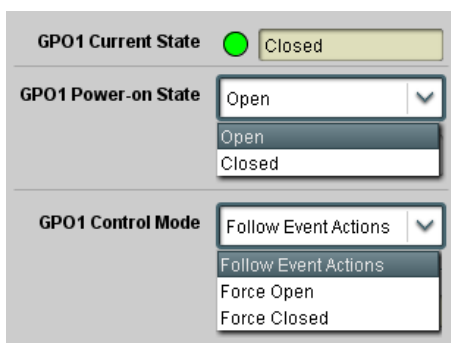 GPO1 Current State Closed
GPO1 Power-on State Open
Open
Closed
GPO1 Control Mode Follow Event Actions
Follow Event Actions
Force Open
Force Closed